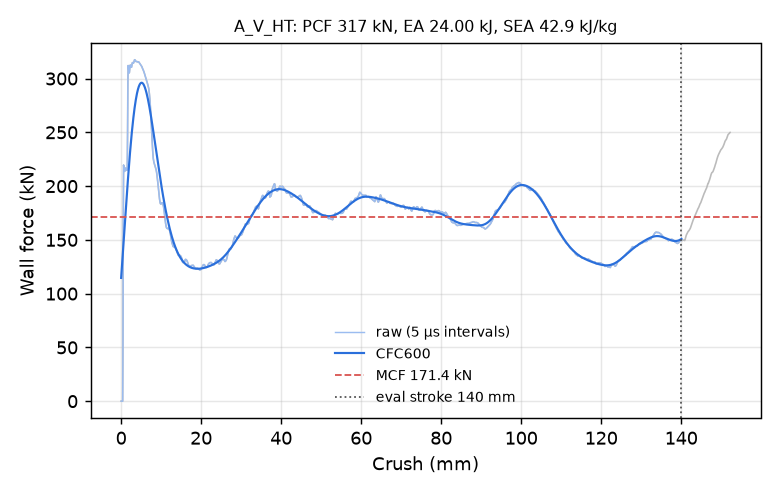 A_V_HT: PCF 317 kN, EA 24.00 kJ, SEA 42.9 kJ/kg
Wall force (kN)
300
250
200
150
100
50
0
raw (5 µs intervals)
CFC600
MCF 171.4 kN
eval stroke 140 mm
0 20 40 60 80 100 120 140
Crush (mm)